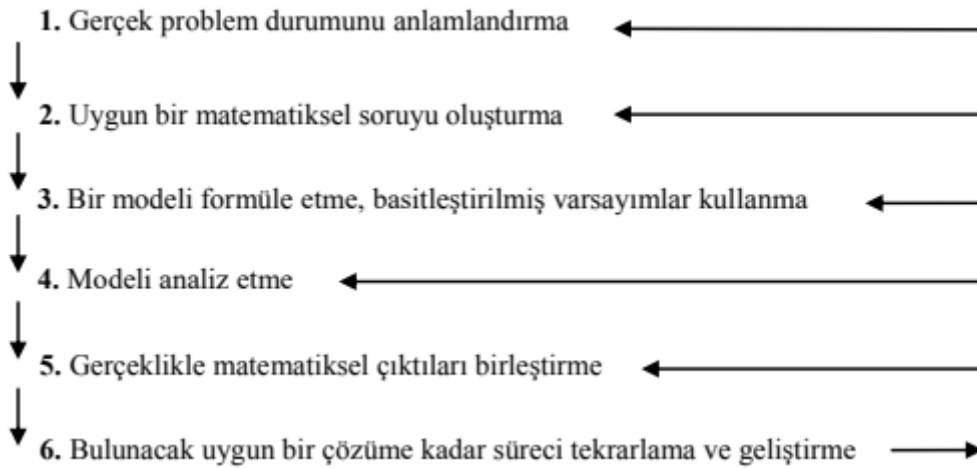 1. Gerçek problem durumunu anlamlandırma
2. Uygun bir matematiksel soruyu oluşturma
3. Bir modeli formüle etme, basitleştirilmiş varsayımlar kullanma
4. Modeli analiz etme
5. Gerçeklikle matematiksel çıktıları birleştirme
6. Bulunacak uygun bir çözüme kadar süreci tekrarlama ve geliştirme